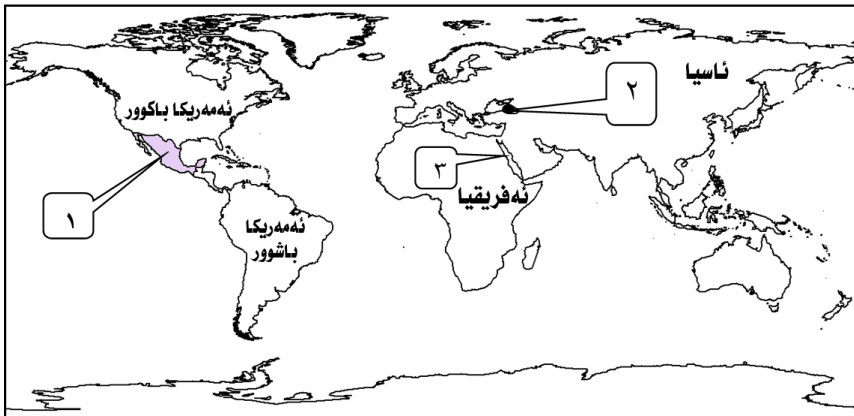 ئاسیا
٢
ئەمەریکا باکوور
٣
ئەفریقیا
١
ئەمەریکا
باشوور